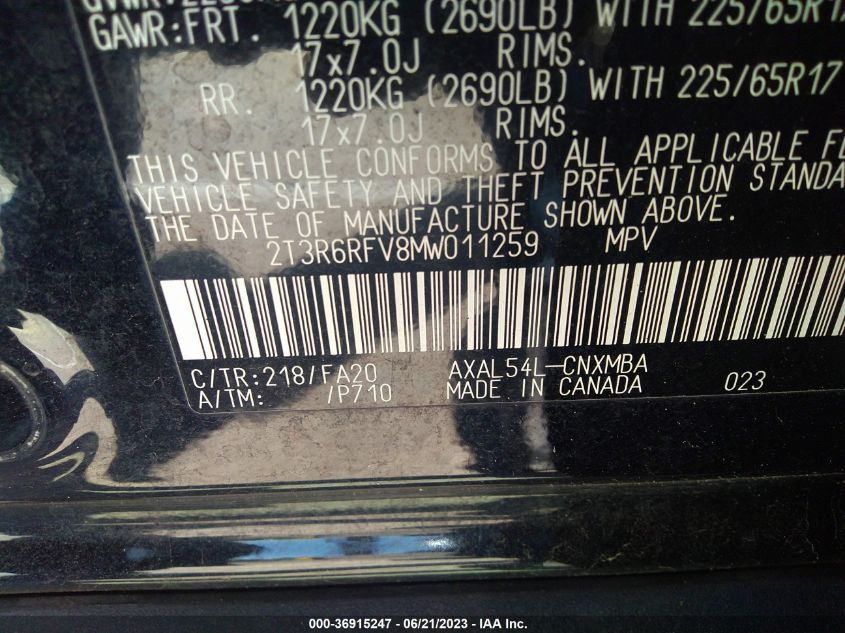 GAWR:FRT. 1220KG (2690LB) WITH 225/65R17
17x7.0J RIMS.
RR. 1220KG (2690LB) WITH 225/65R17
17x7.0J RIMS.
THIS VEHICLE CONFORMS TO ALL APPLICABLE
VEHICLE SAFETY AND THEFT PREVENTION
THE DATE OF MANUFACTURE SHOWN ABOVE.
2T3R6RFV8MW011259 MPV
C/TR:218/FA20 AXAL54L-CNXMBA
A/TM: /P710 MADE IN CANADA 023
000-36915247 - 06/21/2023 - IAA Inc.